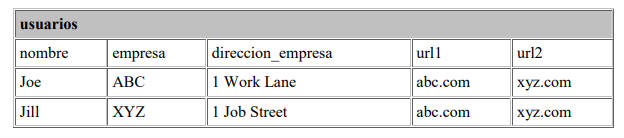 usuarios
nombre empresa direccion_empresa url1 url2
Joe ABC 1 Work Lane abc.com xyz.com
Jill XYZ 1 Job Street abc.com xyz.com